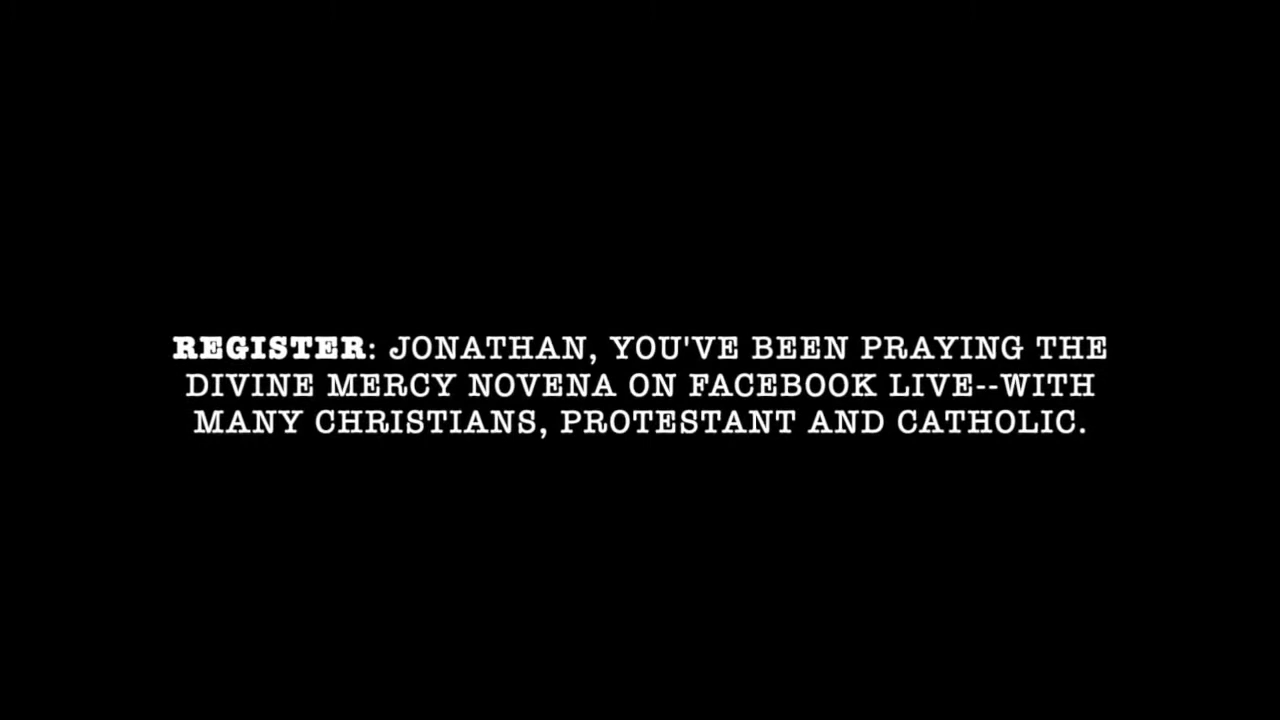 REGISTER: JONATHAN, YOU'VE BEEN PRAYING THE
DIVINE MERCY NOVENA ON FACEBOOK LIVE--WITH
MANY CHRISTIANS, PROTESTANT AND CATHOLIC.